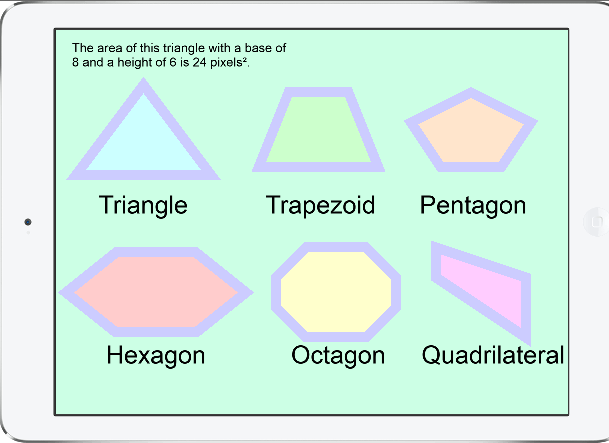 The area of this triangle with a base of
8 and a height of 6 is 24 pixels².
Triangle
Trapezoid
Pentagon
Hexagon
Octagon
Quadrilateral